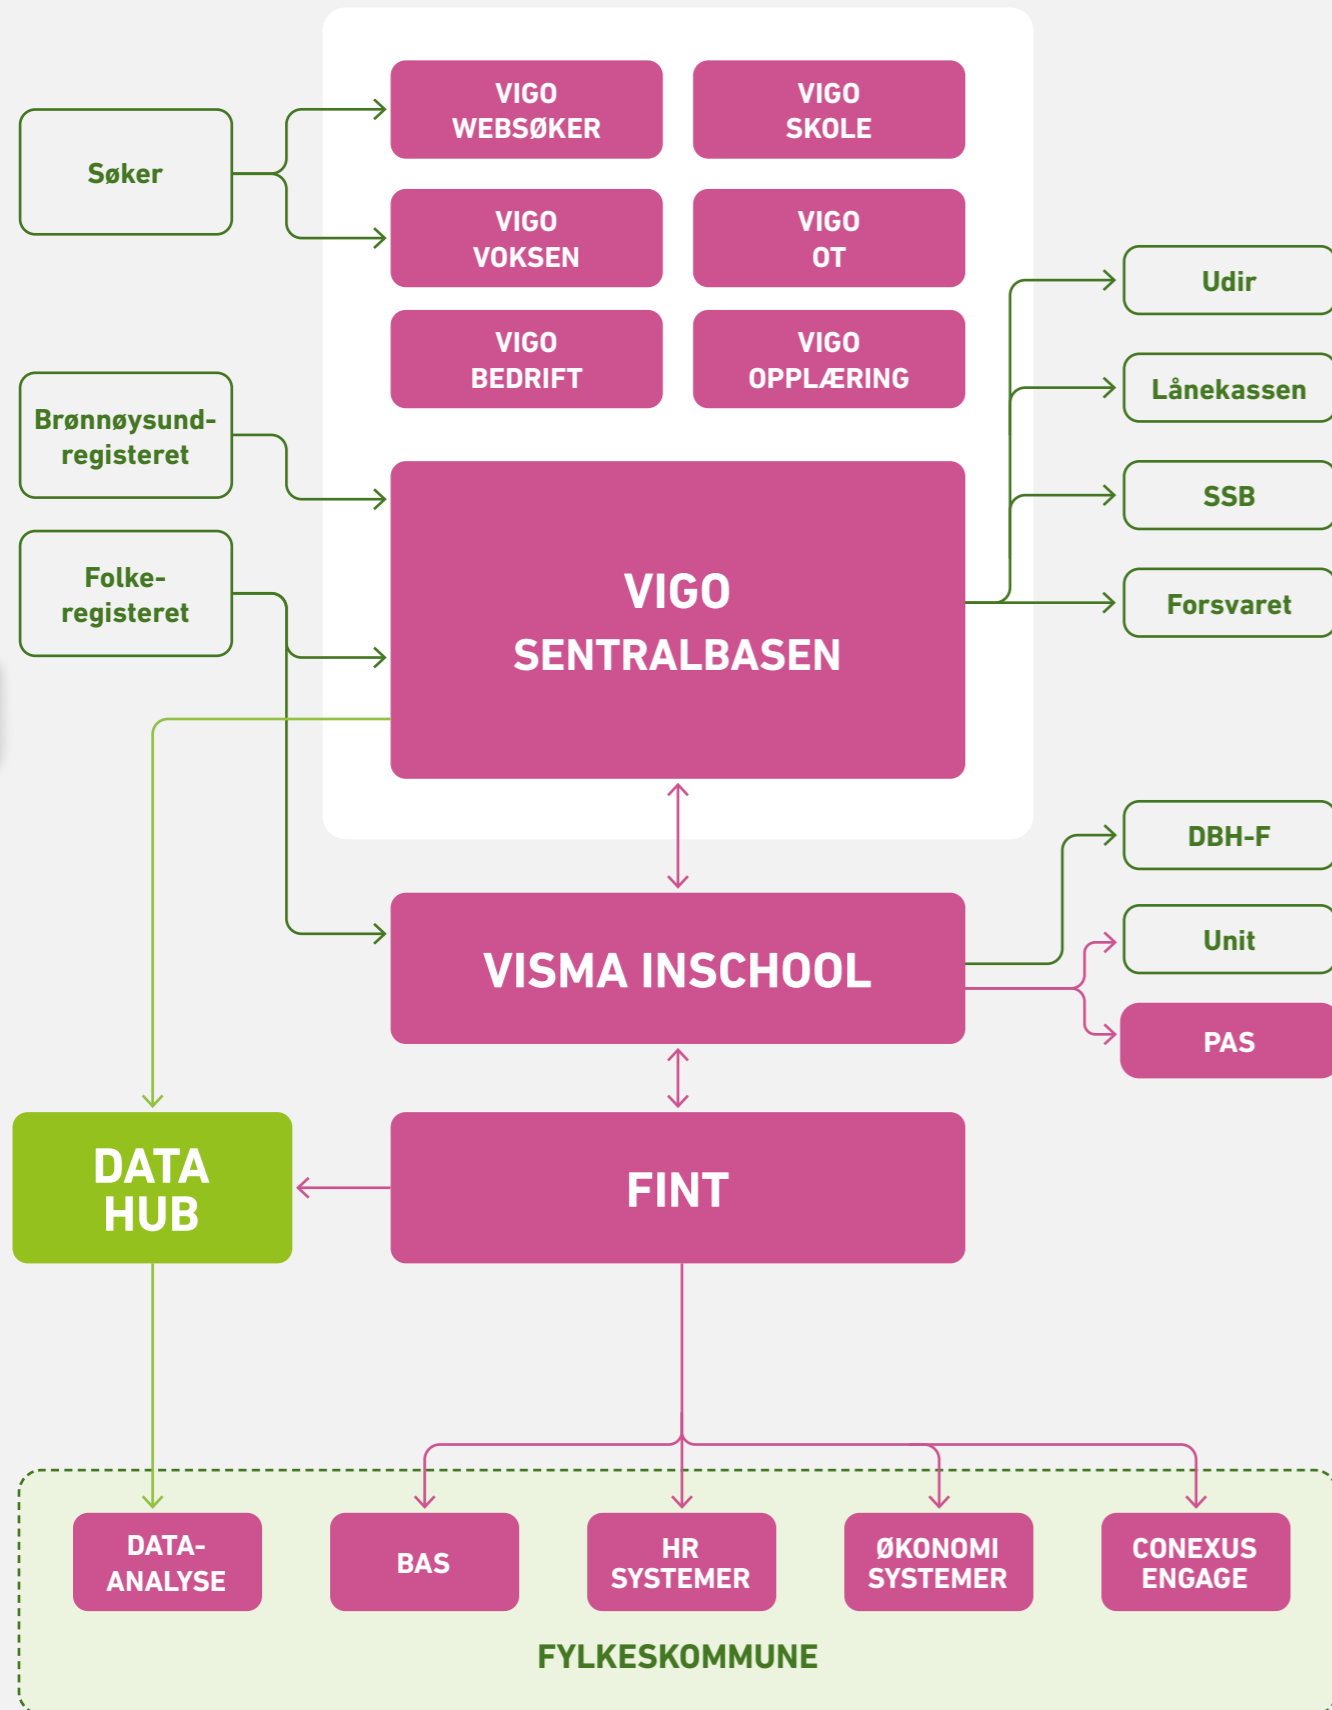 VIGO
WEBSØKER
VIGO
SKOLE
Søker
VIGO
VOKSEN
VIGO
OT
Udir
VIGO
BEDRIFT
VIGO
OPPLÆRING
Lånekassen
Brønnøysund-
registeret
SSB
Folke-
registeret
VIGO
SENTRALBASEN
Forsvaret
DBH-F
VISMA INSCHOOL
Unit
PAS
DATA
HUB
FINT
DATA-
ANALYSE
BAS
HR
SYSTEMER
ØKONOMI
SYSTEMER
CONEXUS
ENGAGE
FYLKESKOMMUNE